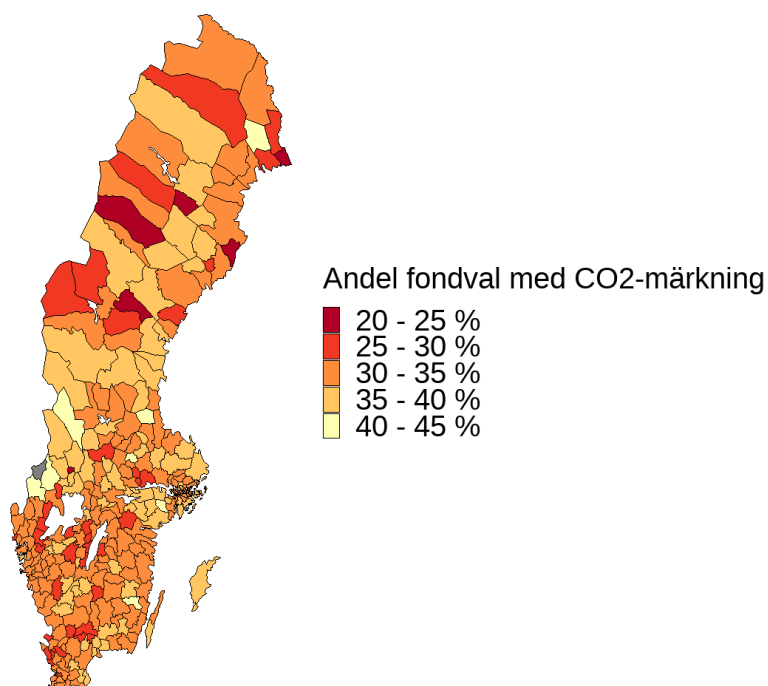 Andel fondval med CO2-märkning
20 - 25 %
25 - 30 %
30 - 35 %
35 - 40 %
40 - 45 %